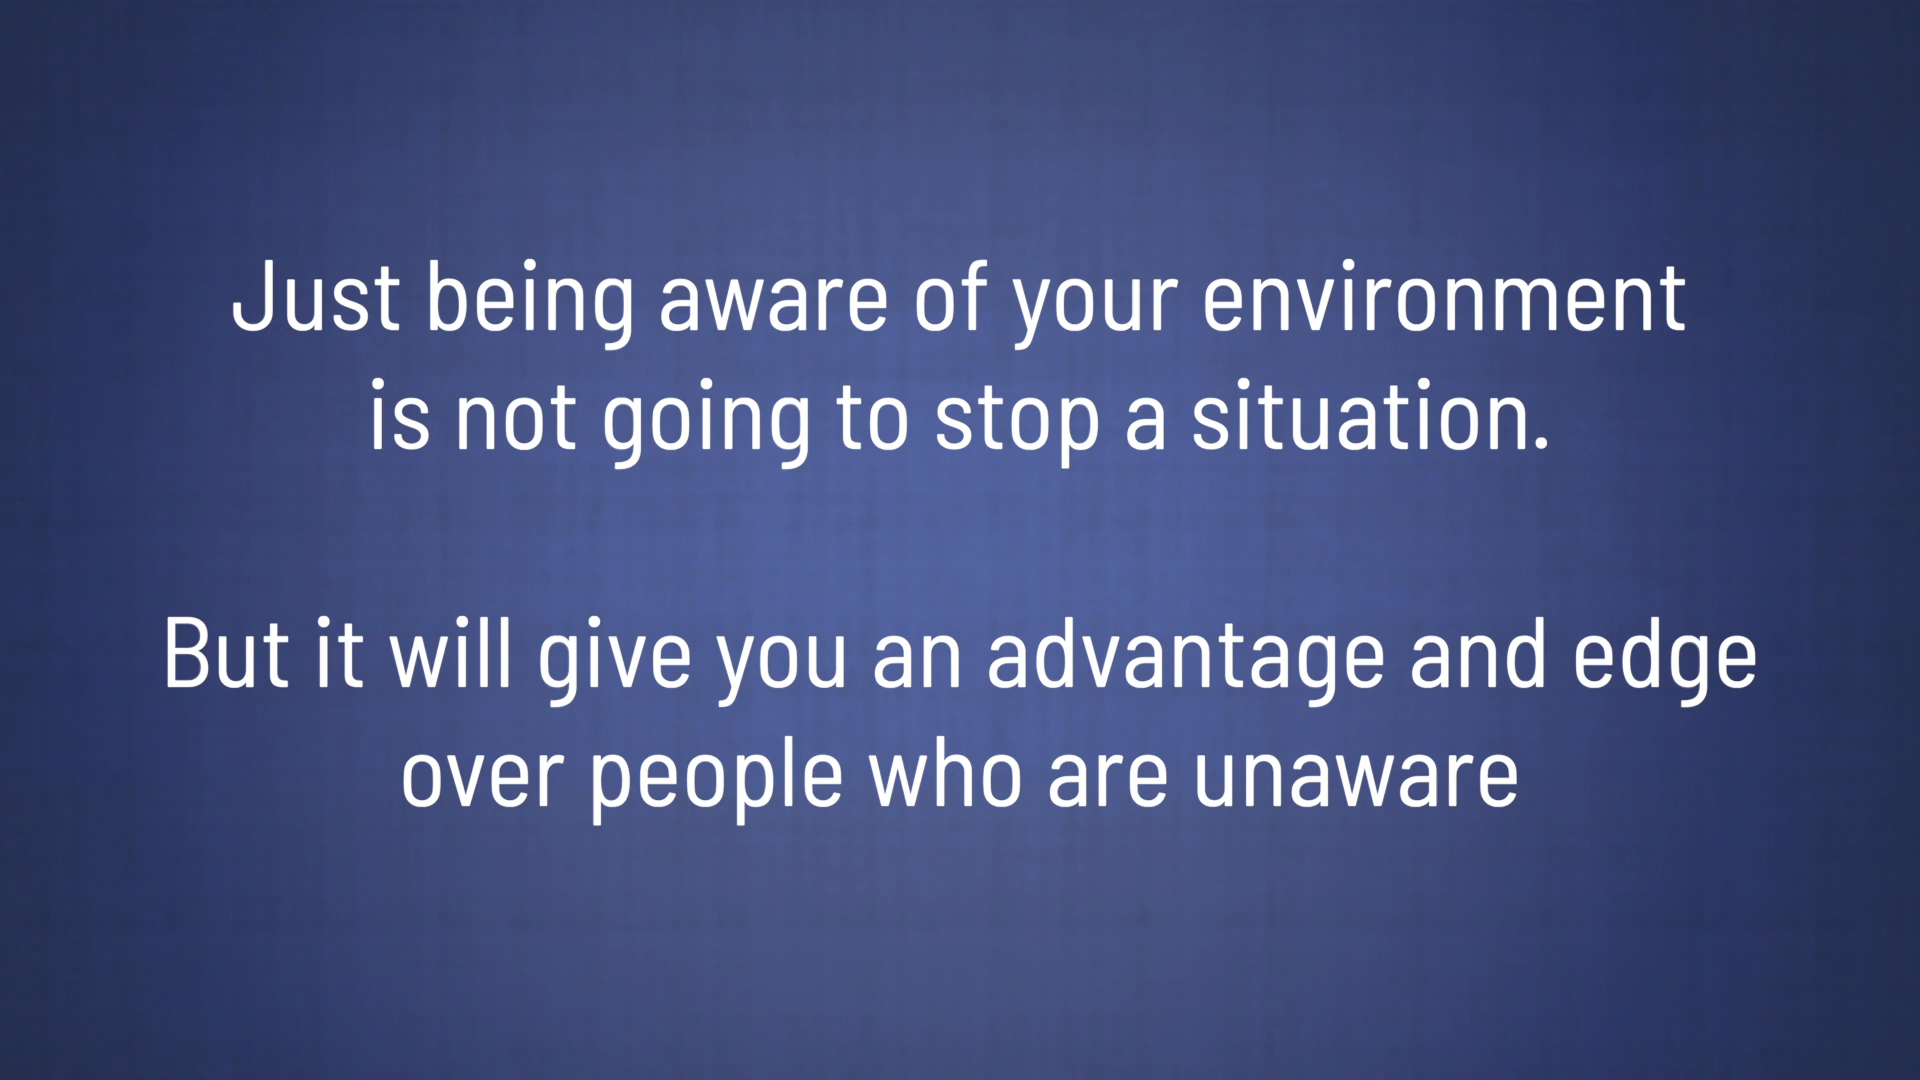 Just being aware of your environment
is not going to stop a situation.
But it will give you an advantage and edge
over people who are unaware